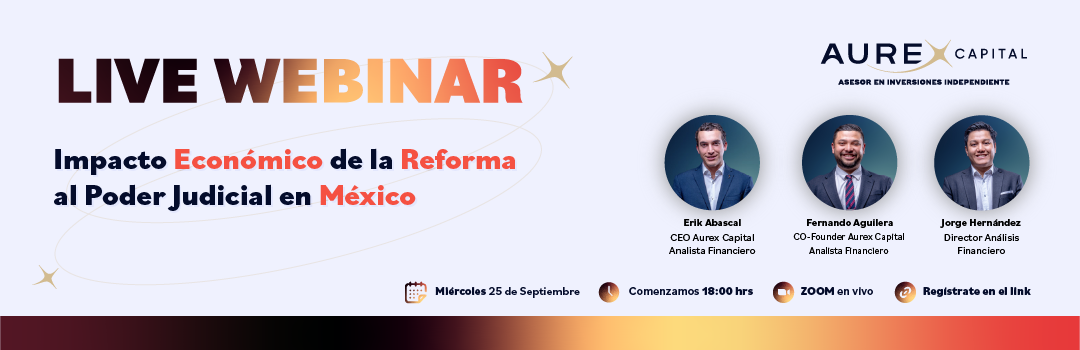 LIVE WEBINAR
Impacto Económico de la Reforma
al Poder Judicial en México
AUREX CAPITAL
ASESOR EN INVERSIONES INDEPENDIENTE
Erik Abascal
CEO Aurex Capital
Analista Financiero
Fernando Aguilera
CO-Founder Aurex Capital
Analista Financiero
Jorge Hernández
Director Análisis
Financiero
Miércoles 25 de Septiembre
Comenzamos 18:00 hrs
ZOOM en vivo
Regístrate en el link